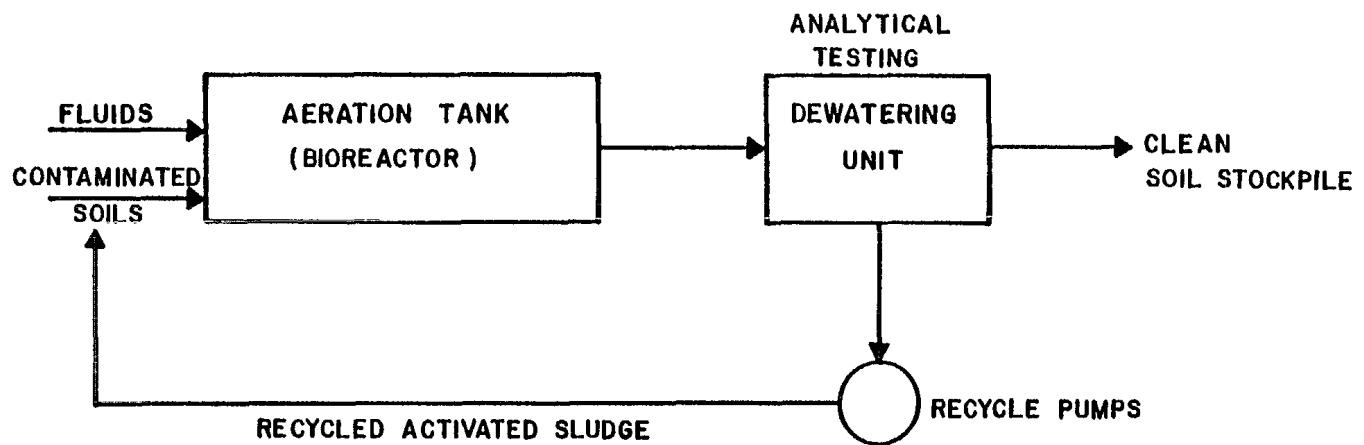 ANALYTICAL
TESTING
FLUIDS
CONTAMINATED
SOILS
AERATION TANK
(BIOREACTOR)
DEWATERING
UNIT
CLEAN
SOIL STOCKPILE
RECYCLE PUMPS
RECYCLED ACTIVATED SLUDGE